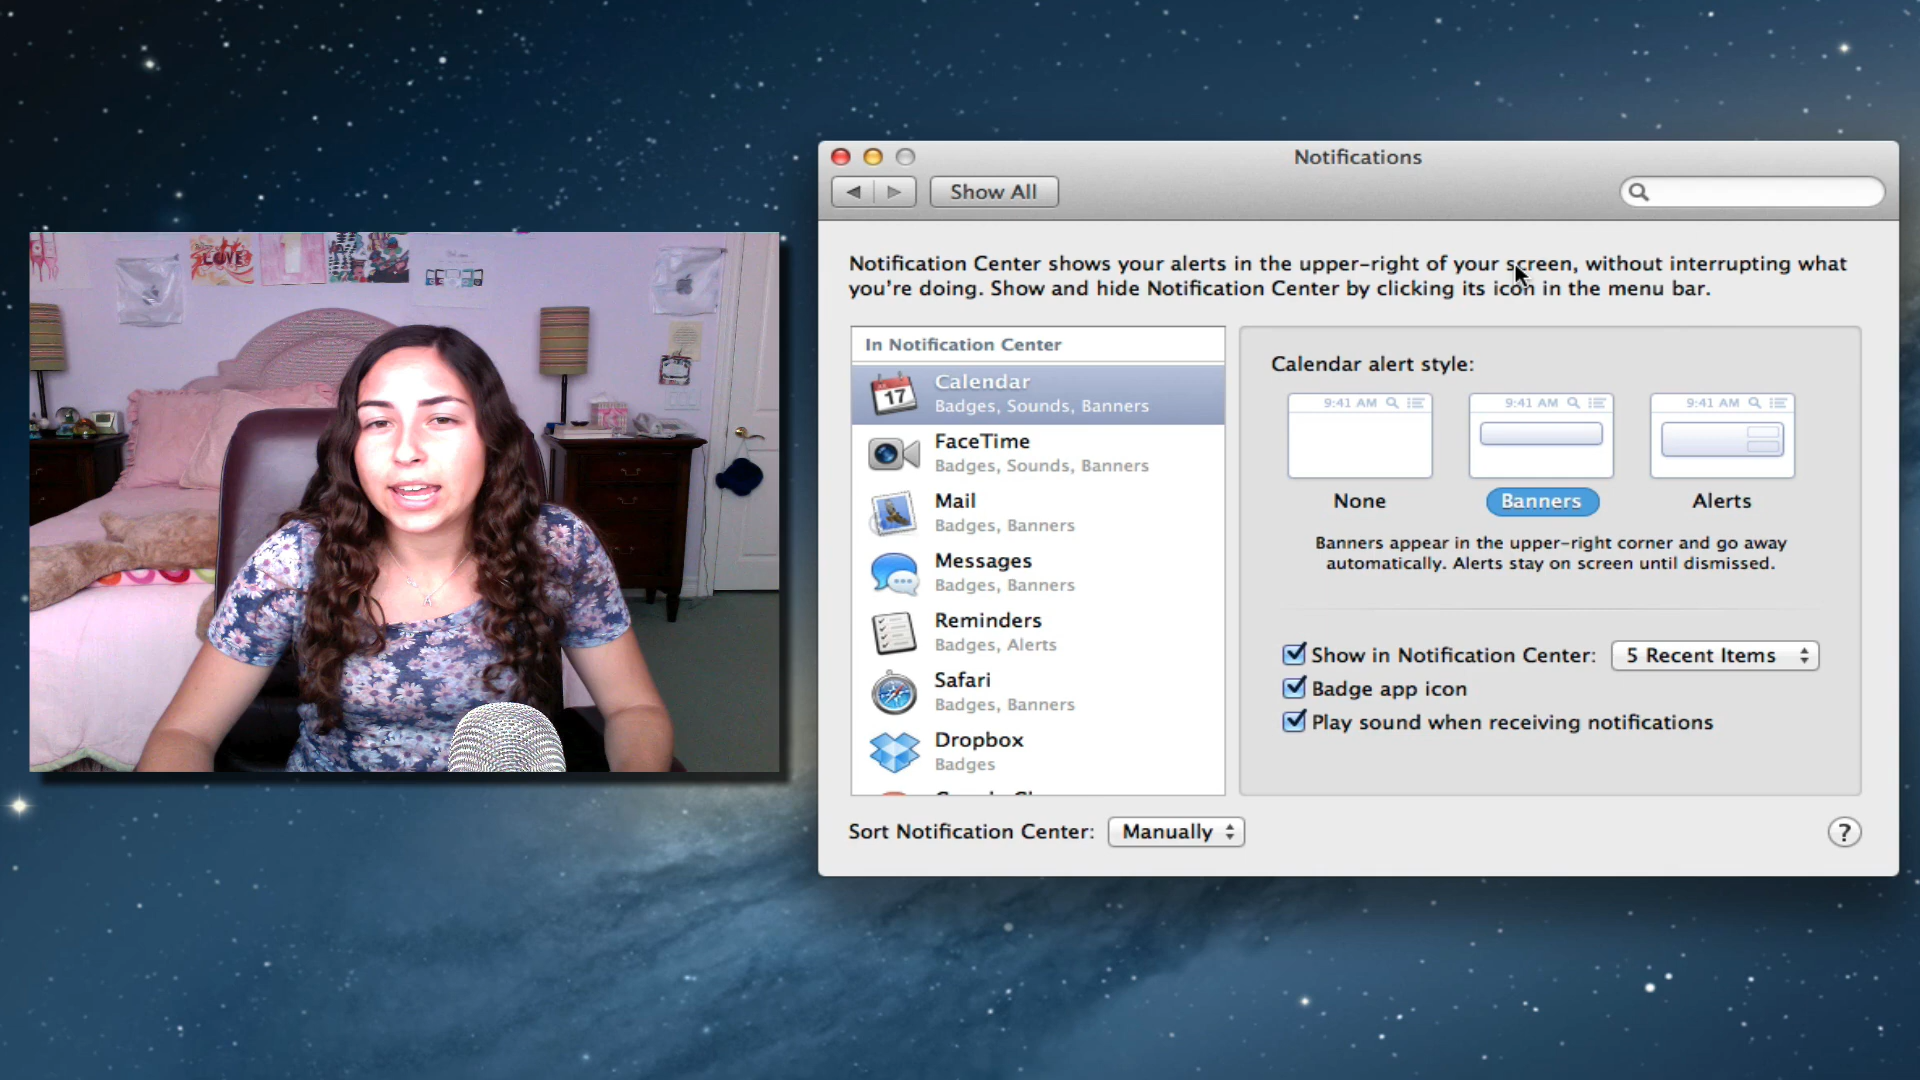 LOVE
Notifications
Show All
Notification Center shows your alerts in the upper-right of your screen, without interrupting what
you're doing. Show and hide Notification Center by clicking its icon in the menu bar.
In Notification Center
17
Calendar
Badges, Sounds, Banners
FaceTime
Badges, Sounds, Banners
Mail
Badges, Banners
Messages
Badges, Banners
Reminders
Badges, Alerts
Safari
Badges, Banners
Dropbox
Badges
Calendar alert style:
9:41 AM
9:41 AM
9:41 AM
None
Banners
Alerts
Banners appear in the upper-right corner and go away
automatically. Alerts stay on screen until dismissed.
Show in Notification Center: 5 Recent Items
Badge app icon
Play sound when receiving notifications
Sort Notification Center: Manually
?